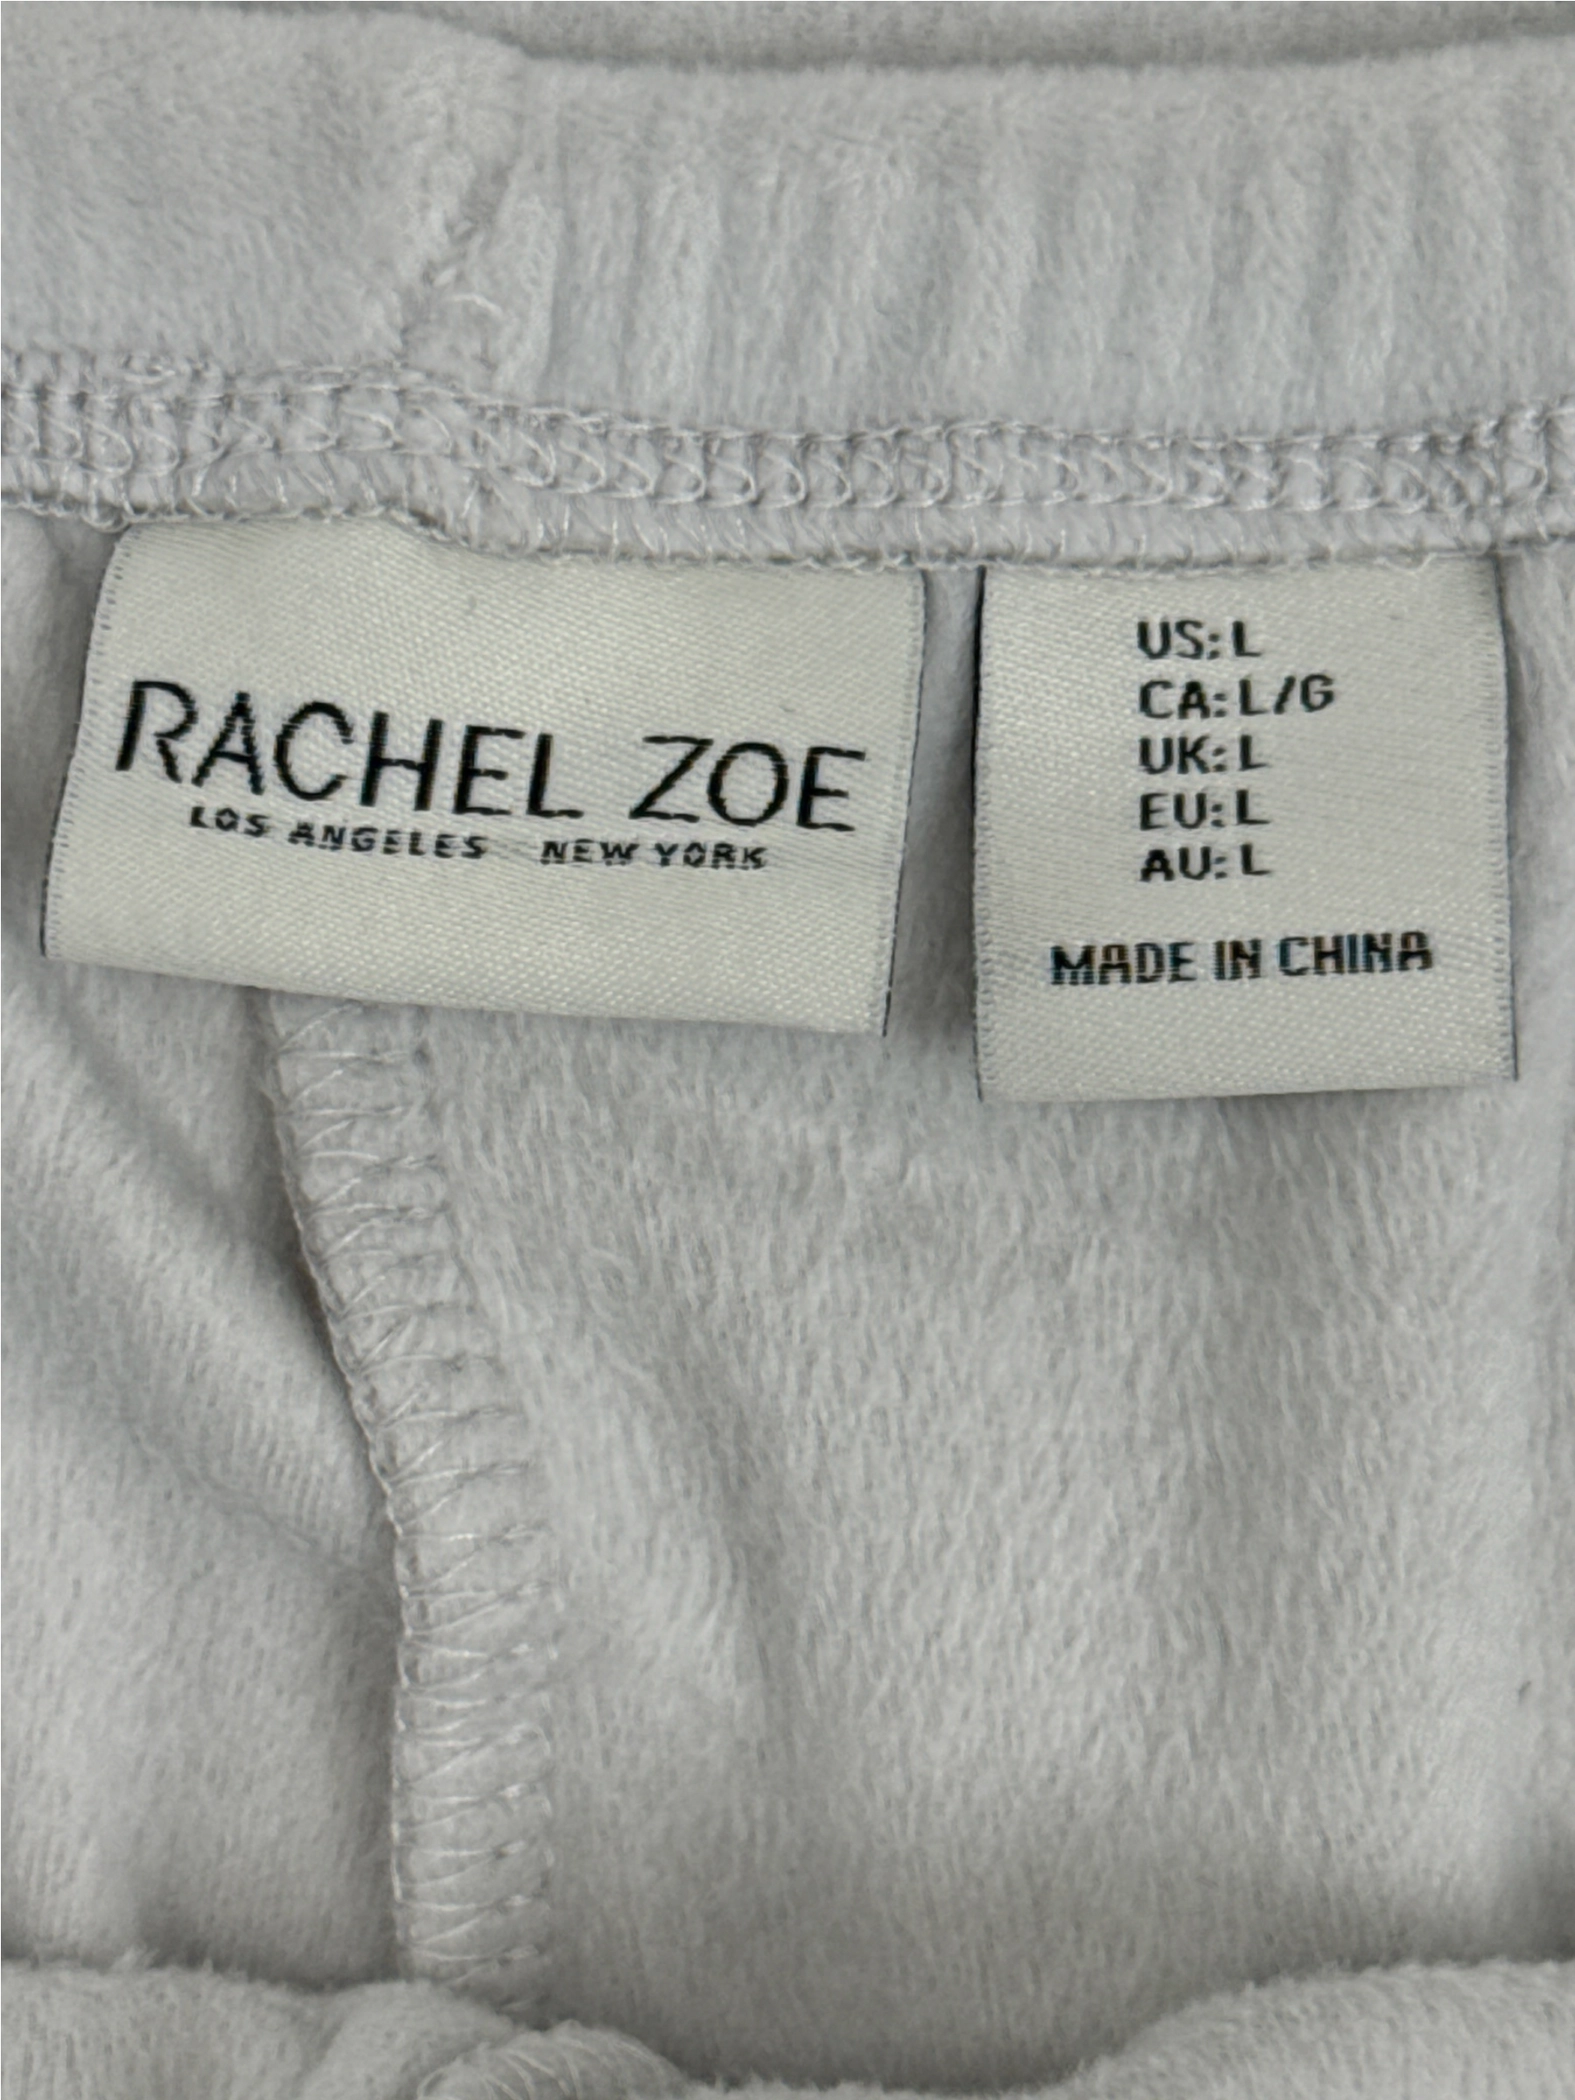 RACHEL ZOE
LOS ANGELES NEW YORK
US: L
CA: L/G
UK: L
EU: L
AU: L
MADE IN CHINA